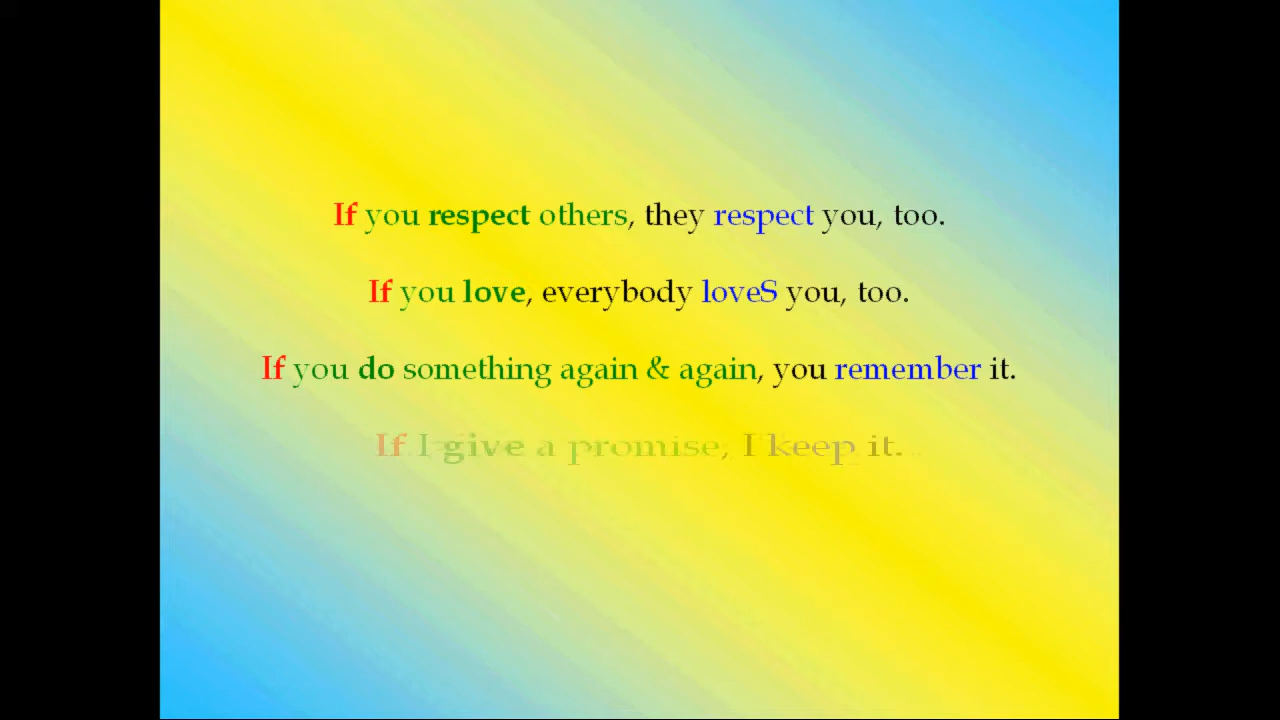 If you respect others, they respect you, too.
If you love, everybody loveS you, too.
If you do something again & again, you remember it.
If I give a promise, I keep it.